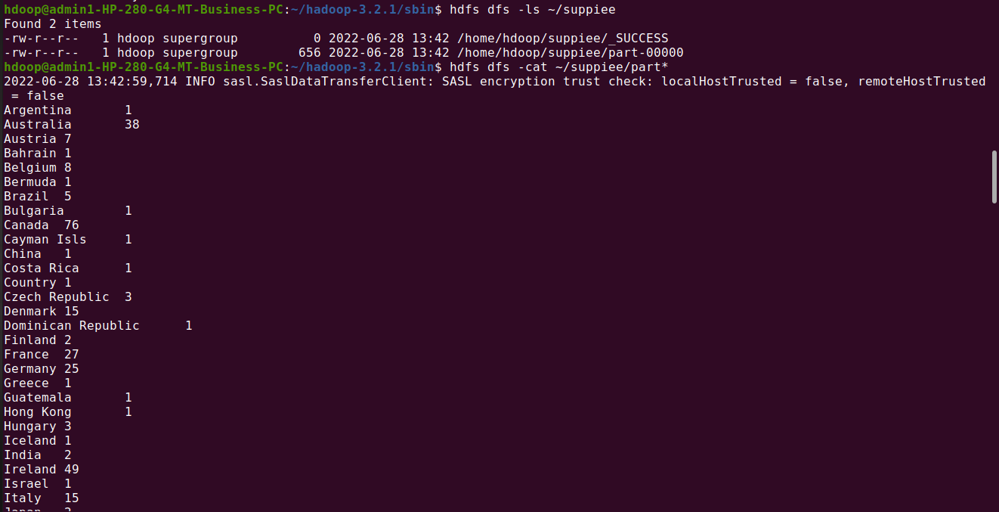 hdoop@admin1-HP-280-G4-MT-Business-PC:~/hadoop-3.2.1/sbin$ hdfs dfs -ls ~/suppiee
Found 2 items
-rw-r--r--   1 hdoop supergroup          0 2022-06-28 13:42 /home/hdoop/suppiee/_SUCCESS
-rw-r--r--   1 hdoop supergroup        656 2022-06-28 13:42 /home/hdoop/suppiee/part-00000
hdoop@admin1-HP-280-G4-MT-Business-PC:~/hadoop-3.2.1/sbin$ hdfs dfs -cat ~/suppiee/part*
2022-06-28 13:42:59,714 INFO sasl.SaslDataTransferClient: SASL encryption trust check: localHostTrusted = false, remoteHostTrusted
 = false
Argentina       1
Australia       38
Austria 7
Bahrain 1
Belgium 8
Bermuda 1
Brazil  5
Bulgaria        1
Canada  76
Cayman Isls     1
China   1
Costa Rica      1
Country 1
Czech Republic  3
Denmark 15
Dominican Republic      1
Finland 2
France  27
Germany 25
Greece  1
Guatemala       1
Hong Kong       1
Hungary 3
Iceland 1
India   2
Ireland 49
Israel  1
Italy   15
Japan